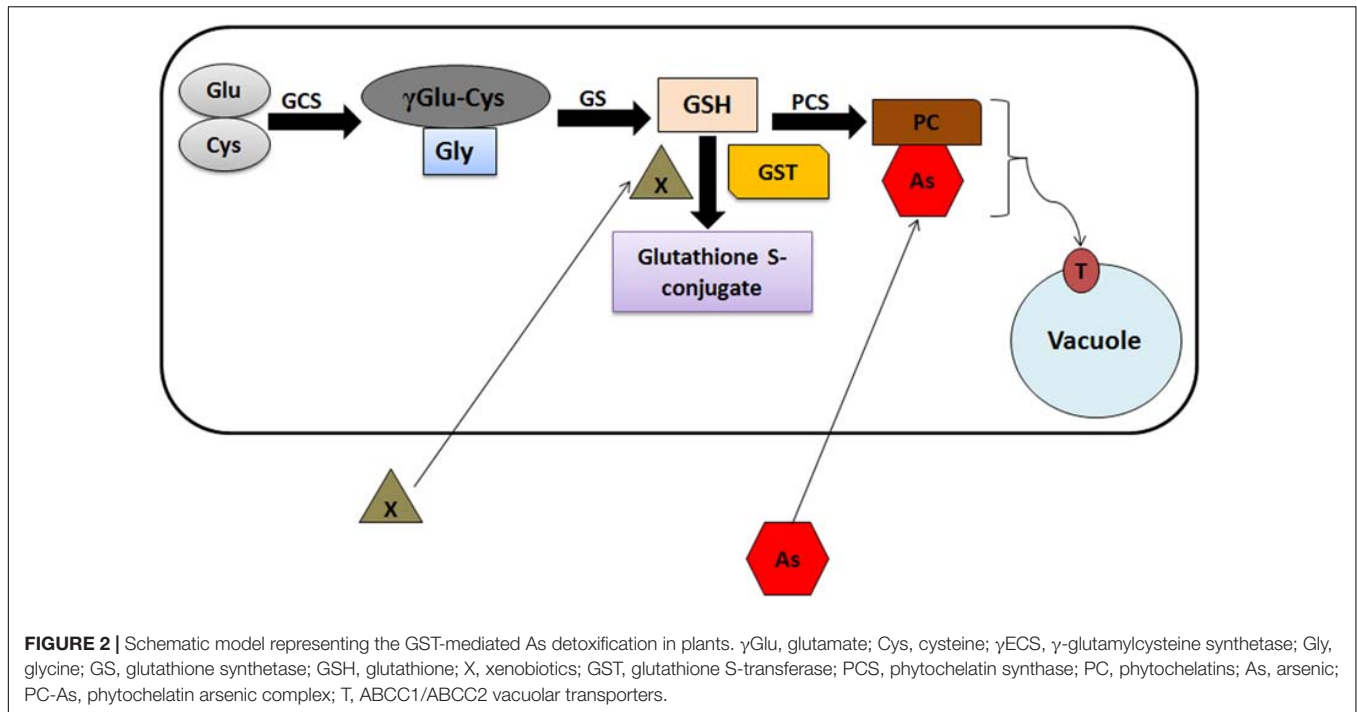 Glu
Cys
GCS
γGlu-Cys
Gly
GS
GSH
PCS
PC
As
X
GST
Glutathione S-
conjugate
T
Vacuole
X
As
FIGURE 2 | Schematic model representing the GST-mediated As detoxification in plants. γGlu, glutamate; Cys, cysteine; γECS, γ-glutamylcysteine synthetase; Gly,
glycine; GS, glutathione synthetase; GSH, glutathione; X, xenobiotics; GST, glutathione S-transferase; PCS, phytochelatin synthase; PC, phytochelatins; As, arsenic;
PC-As, phytochelatin arsenic complex; T, ABCC1/ABCC2 vacuolar transporters.